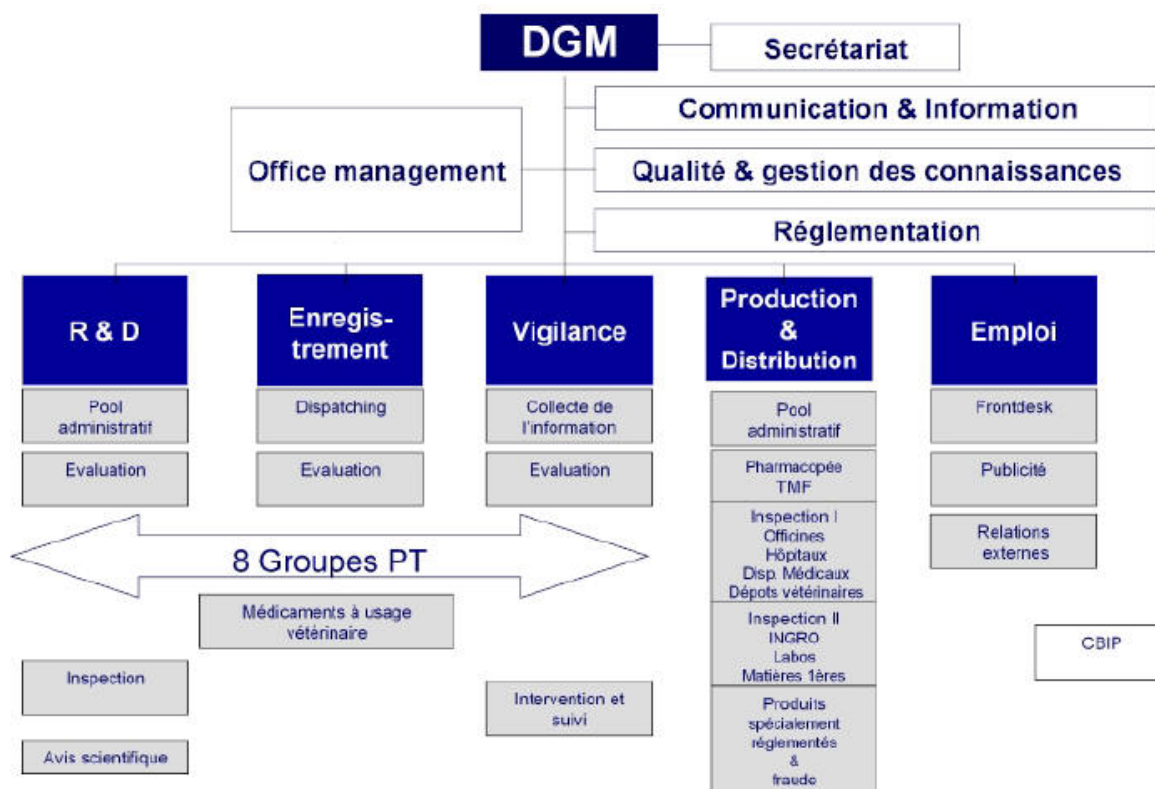 DGM
Secrétariat
Communication & Information
Office management
Qualité & gestion des connaissances
Réglementation
R & D
Enregis-
trement
Vigilance
Production
&
Distribution
Emploi
Pool
administratif
Evaluation
Dispatching
Evaluation
Collecte de
l'information
Evaluation
Pool
administratif
Pharmacopée
TMF
Inspection I
Officines
Hôpitaux
Disp. Médicaux
Dépots vétérinaires
Inspection II
INGRO
Labos
Matières 1ères
Produits
spécialement
réglementés
&
fraude
Frontdesk
Publicité
Relations
externes
8 Groupes PT
Médicaments à usage
vétérinaire
Inspection
Avis scientifique
Intervention et
suivi
CBIP